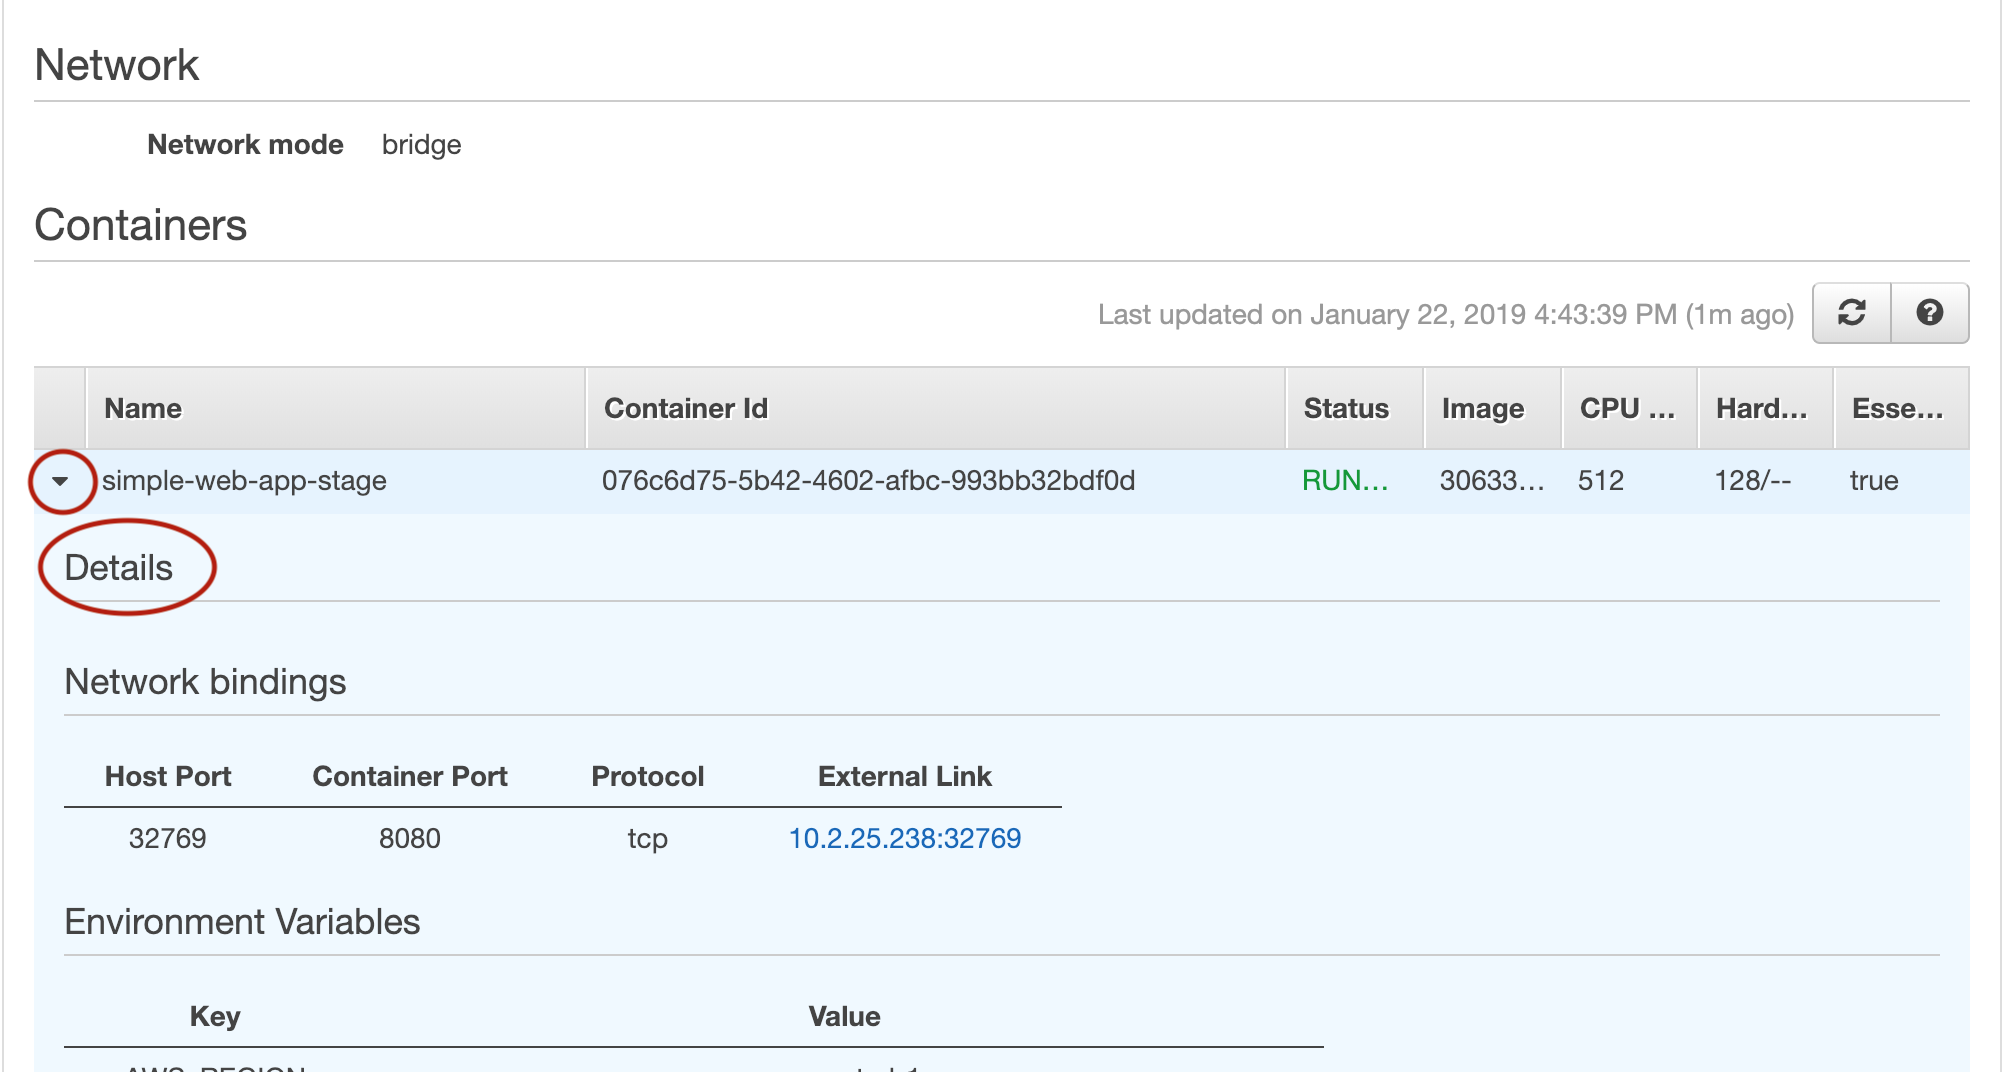 Network
Network mode bridge
Containers
Last updated on January 22, 2019 4:43:39 PM (1m ago)
Name Container Id Status Image CPU ... Hard... Esse...
simple-web-app-stage 076c6d75-5b42-4602-afbc-993bb32bdf0d RUN... 30633... 512 128/-- true
Details
Network bindings
Host Port Container Port Protocol External Link
32769 8080 tcp 10.2.25.238:32769
Environment Variables
Key Value
AWS_REGION